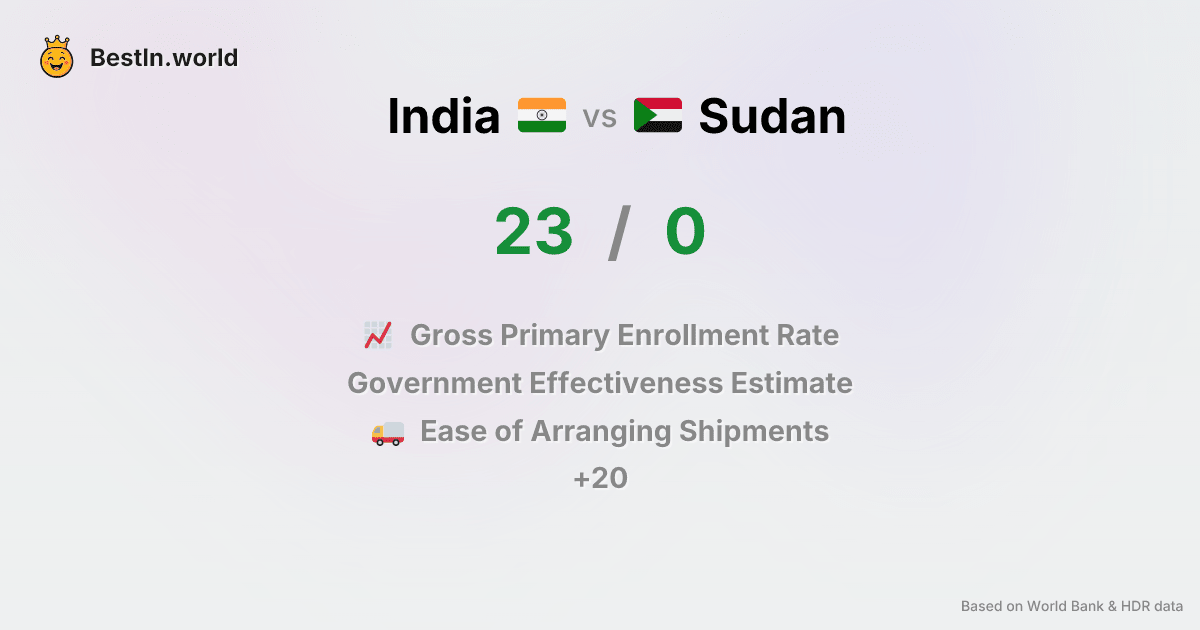 BestIn.world
India vs Sudan
23 / 0
Gross Primary Enrollment Rate
Government Effectiveness Estimate
Ease of Arranging Shipments
+20
Based on World Bank & HDR data